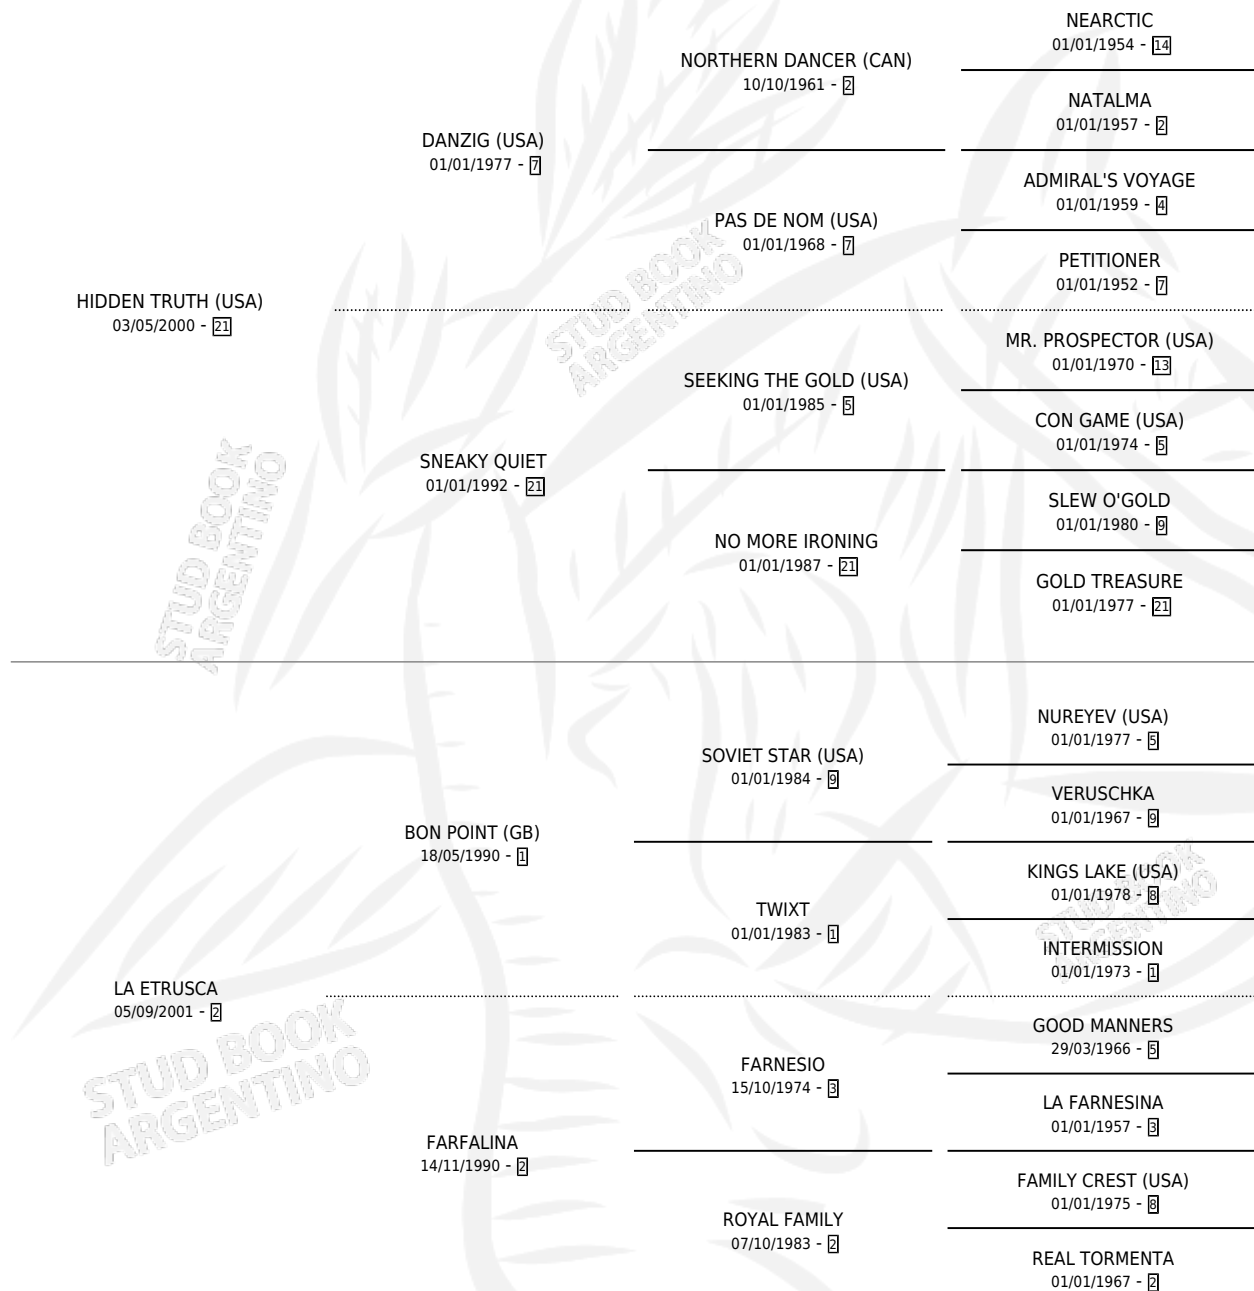 NEARCTIC
01/01/1954 - 14
NORTHERN DANCER (CAN)
10/10/1961 - 2
NATALMA
01/01/1957 - 2
DANZIG (USA)
01/01/1977 - 7
ADMIRAL'S VOYAGE
01/01/1959 - 4
PAS DE NOM (USA)
01/01/1968 - 7
PETITIONER
01/01/1952 - 7
HIDDEN TRUTH (USA)
03/05/2000 - 21
STUD BOOK
ARGENTINO
MR. PROSPECTOR (USA)
01/01/1970 - 13
SEEKING THE GOLD (USA)
01/01/1985 - 5
CON GAME (USA)
01/01/1974 - 5
SNEAKY QUIET
01/01/1992 - 21
SLEW O'GOLD
01/01/1980 - 9
NO MORE IRONING
01/01/1987 - 21
GOLD TREASURE
01/01/1977 - 21
STUD BOOK
ARGENTINO
NUREYEV (USA)
01/01/1977 - 5
SOVIET STAR (USA)
01/01/1984 - 9
VERUSCHKA
01/01/1967 - 9
BON POINT (GB)
18/05/1990 - 1
KINGS LAKE (USA)
01/01/1978 - 8
TWIXT
01/01/1983 - 1
INTERMISSION
01/01/1973 - 1
STUD BOOK
ARGENTINO
LA ETRUSCA
05/09/2001 - 2
GOOD MANNERS
29/03/1966 - 5
FARNESIO
15/10/1974 - 3
LA FARNESINA
01/01/1957 - 3
STUD BOOK
ARGENTINO
FARFALINA
14/11/1990 - 2
FAMILY CREST (USA)
01/01/1975 - 8
ROYAL FAMILY
07/10/1983 - 2
REAL TORMENTA
01/01/1967 - 2